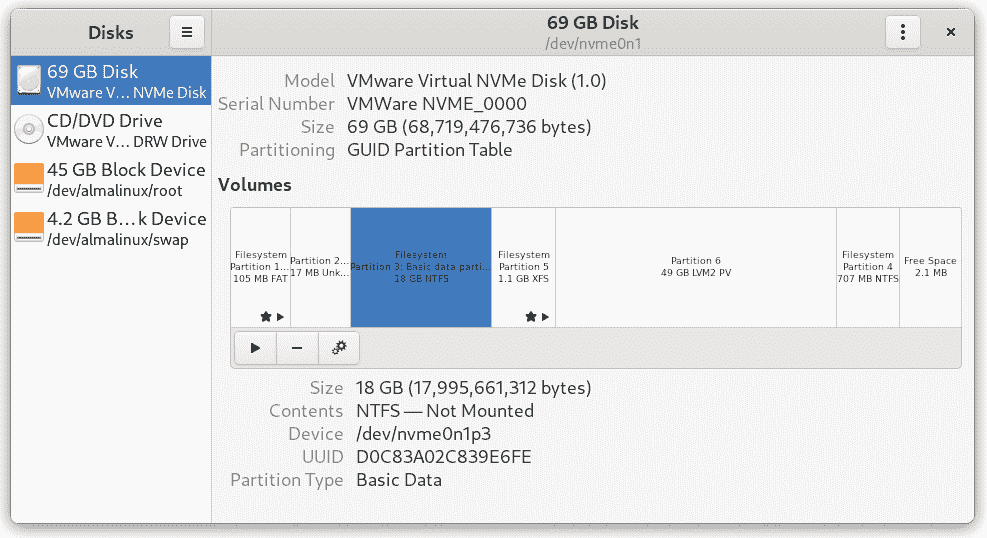 Disks
69 GB Disk
/dev/nvme0n1
69 GB Disk
VMware V... NVMe Disk
CD/DVD Drive
VMware V... DRW Drive
45 GB Block Device
/dev/almalinux/root
4.2 GB B...k Device
/dev/almalinux/swap
Model VMware Virtual NVMe Disk (1.0)
Serial Number VMWare NVME_0000
Size 69 GB (68,719,476,736 bytes)
Partitioning GUID Partition Table
Volumes
Filesystem
Partition 1...
105 MB FAT
Partition 2...
17 MB Unk...
Filesystem
Partition 3: Basic data parti...
18 GB NTFS
Filesystem
Partition 5
1.1 GB XFS
Partition 6
49 GB LVM2 PV
Filesystem
Partition 4
707 MB NTFS
Free Space
2.1 MB
Size 18 GB (17,995,661,312 bytes)
Contents NTFS — Not Mounted
Device /dev/nvme0n1p3
UUID D0C83A02C839E6FE
Partition Type Basic Data